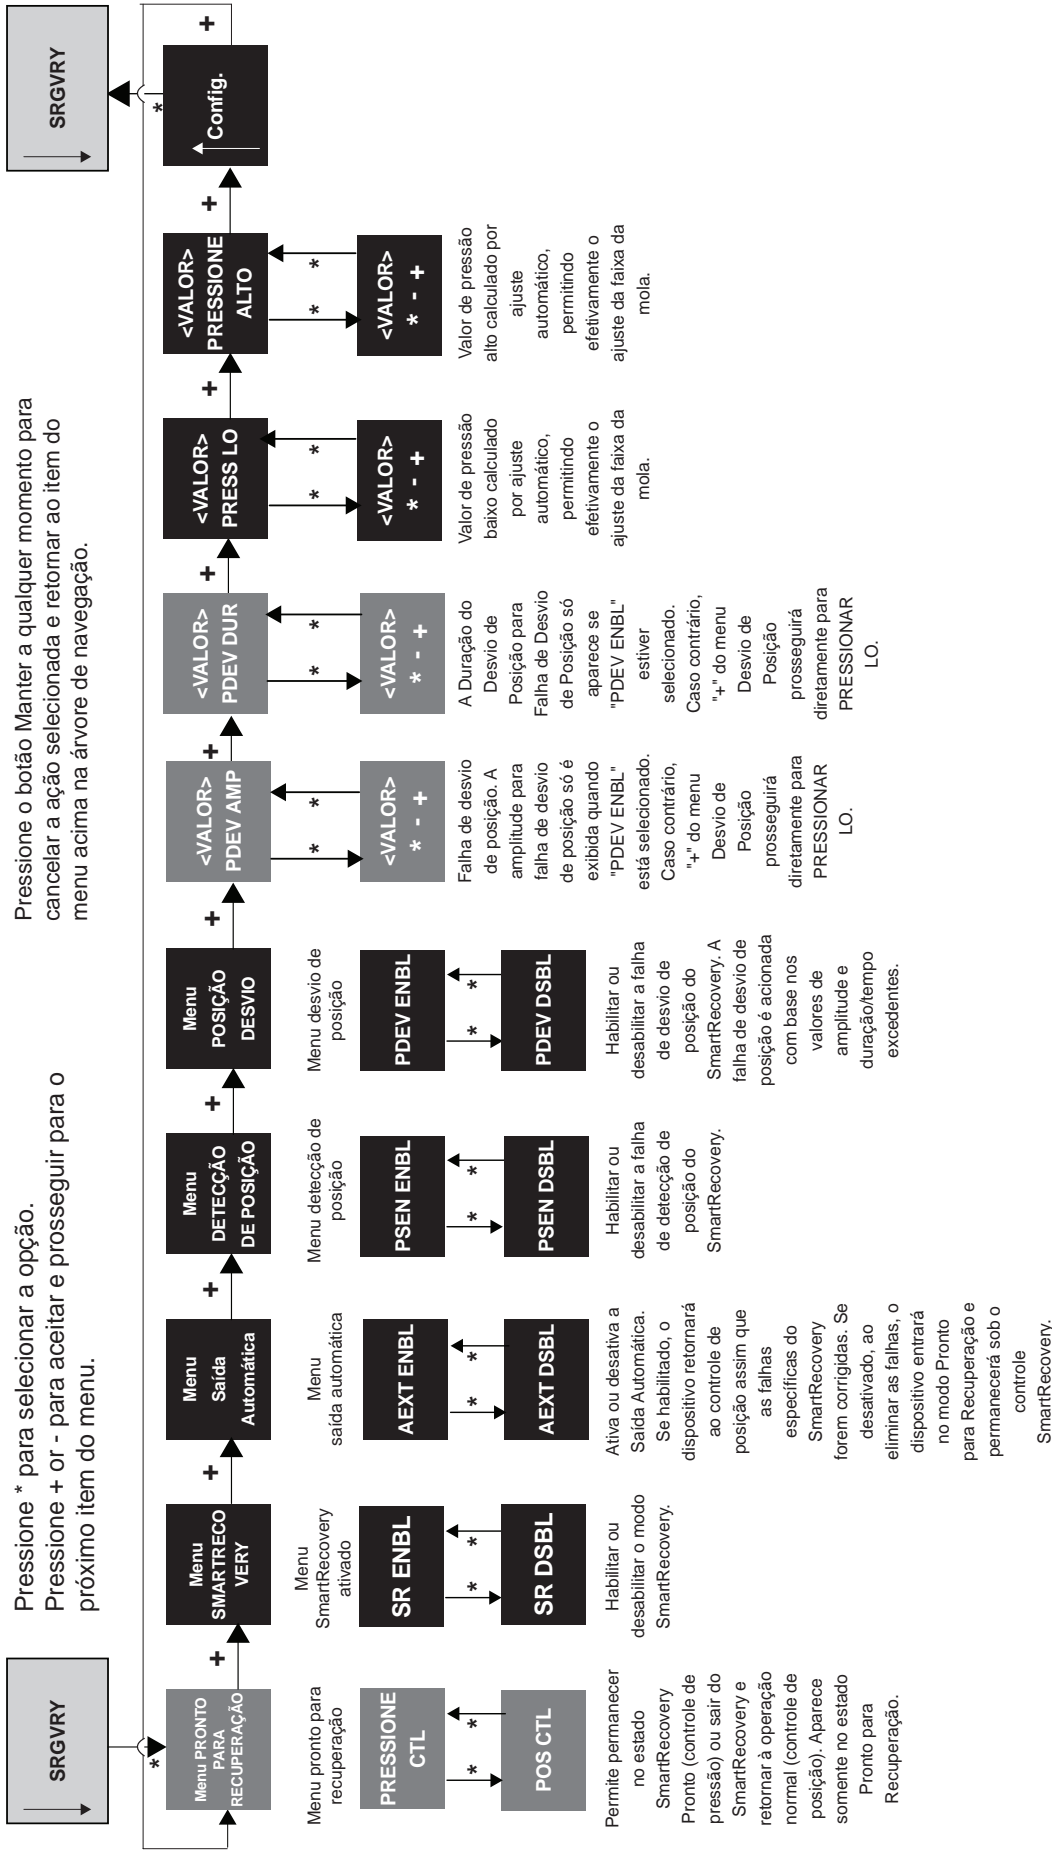 SRGVRY
Pressione * para selecionar a opção.
Pressione + or - para aceitar e prosseguir para o
próximo item do menu.
Pressione o botão Manter a qualquer momento para
cancelar a ação selecionada e retornar ao item do
menu acima na árvore de navegação.
SRGVRY
*
Menu PRONTO
PARA
RECUPERAÇÃO
+
Menu
SMARTRECO
VERY
+
Menu
Saída
Automática
+
Menu
DETECÇÃO
DE POSIÇÃO
+
Menu
POSIÇÃO
DESVIO
+
<VALOR>
PDEV AMP
+
<VALOR>
PDEV DUR
+
<VALOR>
PRESS LO
+
<VALOR>
PRESSIONE
ALTO
+
Config.
*
+
Menu pronto para
recuperação
PRESSIONE
CTL
* *
POS CTL
Permite permanecer
no estado
SmartRecovery
Pronto (controle de
pressão) ou sair do
SmartRecovery e
retornar à operação
normal (controle de
posição). Aparece
somente no estado
Pronto para
Recuperação.
Menu
SmartRecovery
ativado
SR ENBL
* *
SR DSBL
Habilitar ou
desabilitar o modo
SmartRecovery.
Menu
saída automática
AEXT ENBL
* *
AEXT DSBL
Ativa ou desativa a
Saída Automática.
Se habilitado, o
dispositivo retornará
ao controle de
posição assim que
as falhas
específicas do
SmartRecovery
forem corrigidas. Se
desativado, ao
eliminar as falhas, o
dispositivo entrará
no modo Pronto
para Recuperação e
permanecerá sob o
controle
SmartRecovery.
Menu detecção de
posição
PSEN ENBL
* *
PSEN DSBL
Habilitar ou
desabilitar a falha
de detecção de
posição do
SmartRecovery.
Menu desvio de
posição
PDEV ENBL
* *
PDEV DSBL
Habilitar ou
desabilitar a falha
de desvio de
posição do
SmartRecovery. A
falha de desvio de
posição é acionada
com base nos
valores de
amplitude e
duração/tempo
excedentes.
* *
<VALOR>
* - +
Falha de desvio
de posição. A
amplitude para
falha de desvio
de posição só é
exibida quando
"PDEV ENBL"
está selecionado.
Caso contrário,
"+" do menu
Desvio de
Posição
prosseguirá
diretamente para
PRESSIONAR
LO.
* *
<VALOR>
* - +
A Duração do
Desvio de
Posição para
Falha de Desvio
de Posição só
aparece se
"PDEV ENBL"
estiver
selecionado.
Caso contrário,
"+" do menu
Desvio de
Posição
prosseguirá
diretamente para
PRESSIONAR
LO.
* *
<VALOR>
* - +
Valor de pressão
baixo calculado
por ajuste
automático,
permitindo
efetivamente o
ajuste da faixa da
mola.
* *
<VALOR>
* - +
Valor de pressão
alto calculado por
ajuste
automático,
permitindo
efetivamente o
ajuste da faixa da
mola.